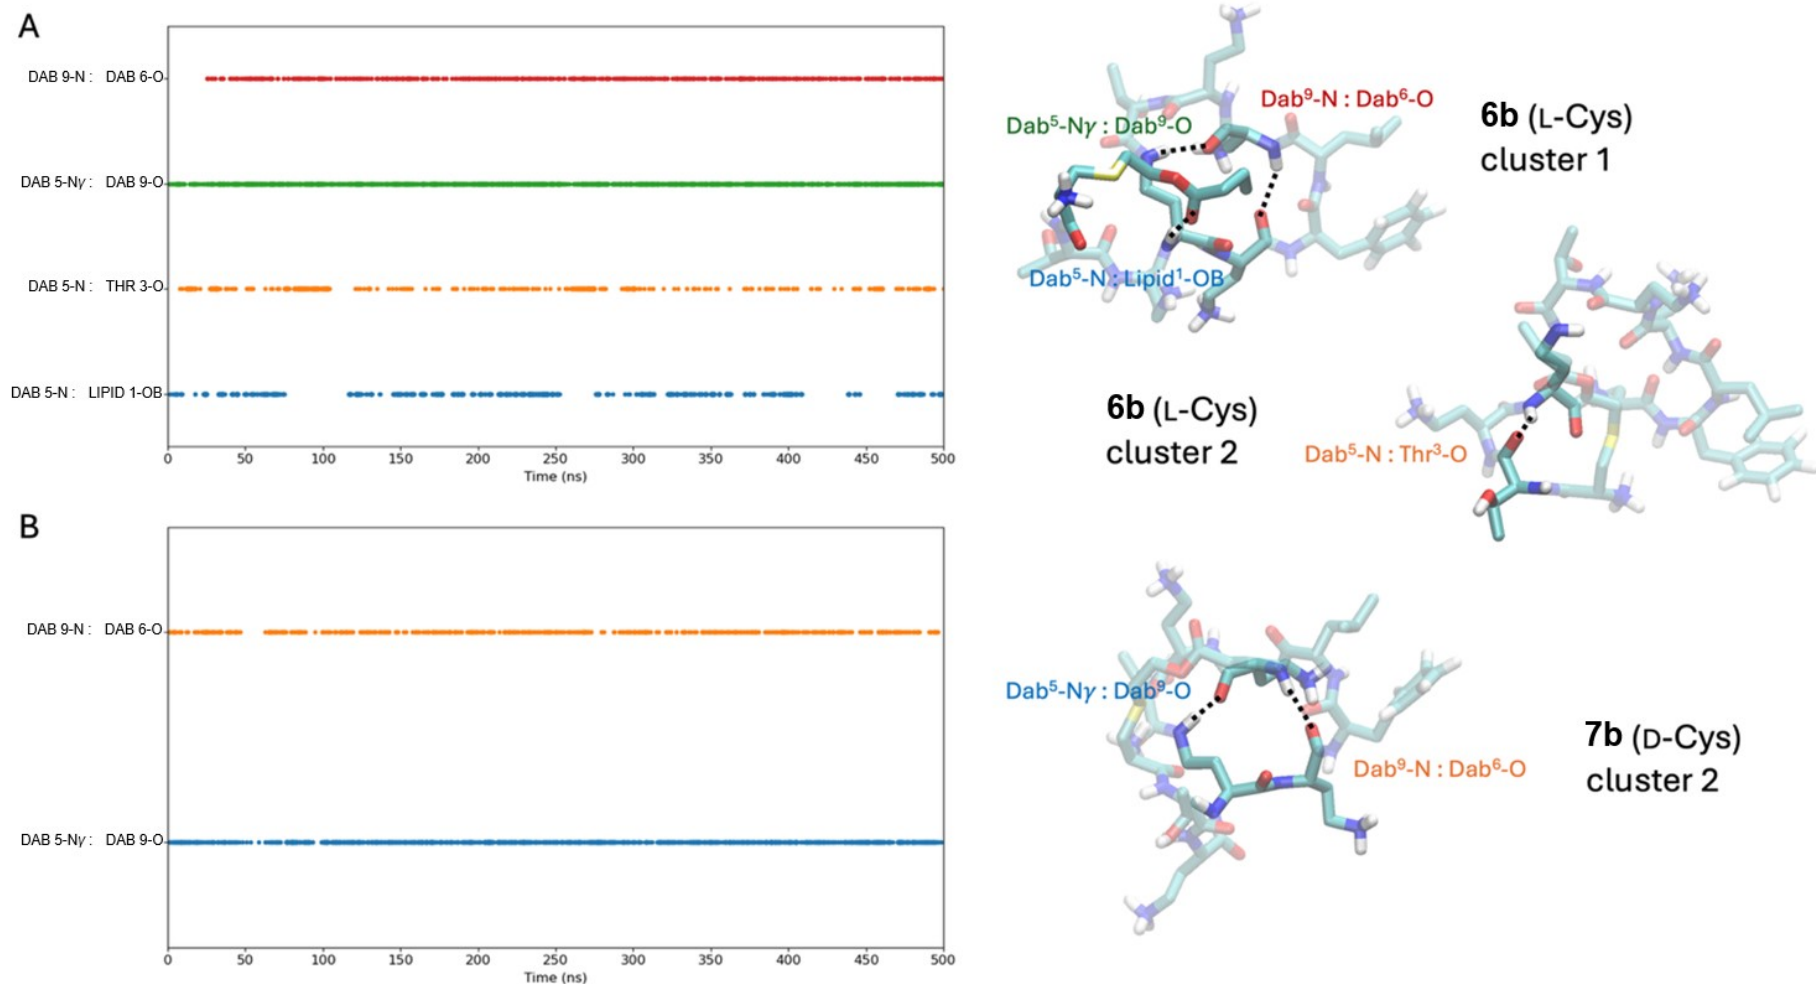 A
DAB 9-N : DAB 6-O
DAB 5-Nγ : DAB 9-O
DAB 5-N : THR 3-O
DAB 5-N : LIPID 1-OB
0 50 100 150 200 250 300 350 400 450 500
Time (ns)
Dab⁹-N : Dab⁶-O
Dab⁵-Nγ : Dab⁹-O
Dab⁵-N : Lipid¹-OB
6b (L-Cys)
cluster 1
6b (L-Cys)
cluster 2
Dab⁵-N : Thr³-O
B
DAB 9-N : DAB 6-O
DAB 5-Nγ : DAB 9-O
0 50 100 150 200 250 300 350 400 450 500
Time (ns)
Dab⁵-Nγ : Dab⁹-O
Dab⁹-N : Dab⁶-O
7b (D-Cys)
cluster 2